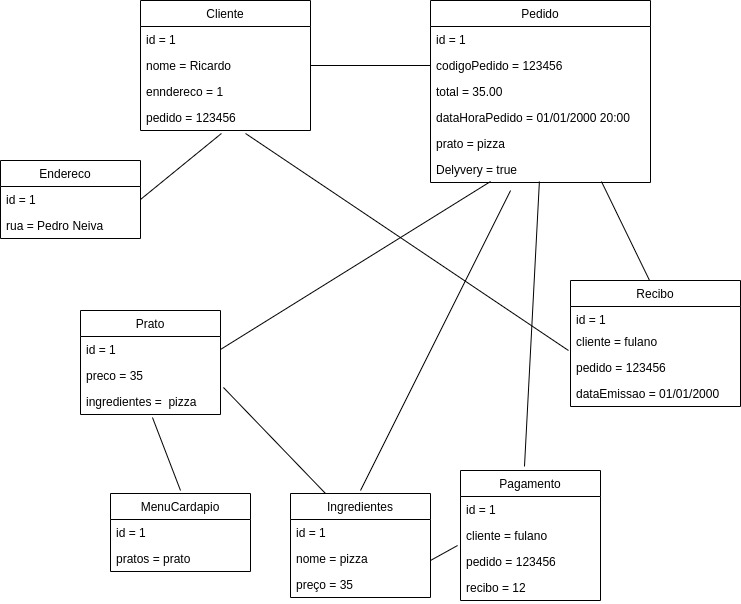 Cliente
id = 1
nome = Ricardo
enndereco = 1
pedido = 123456
Pedido
id = 1
codigoPedido = 123456
total = 35.00
dataHoraPedido = 01/01/2000 20:00
prato = pizza
Delyvery = true
Endereco
id = 1
rua = Pedro Neiva
Recibo
id = 1
cliente = fulano
pedido = 123456
dataEmissao = 01/01/2000
Prato
id = 1
preco = 35
ingredientes = pizza
MenuCardapio
id = 1
pratos = prato
Ingredientes
id = 1
nome = pizza
preço = 35
Pagamento
id = 1
cliente = fulano
pedido = 123456
recibo = 12